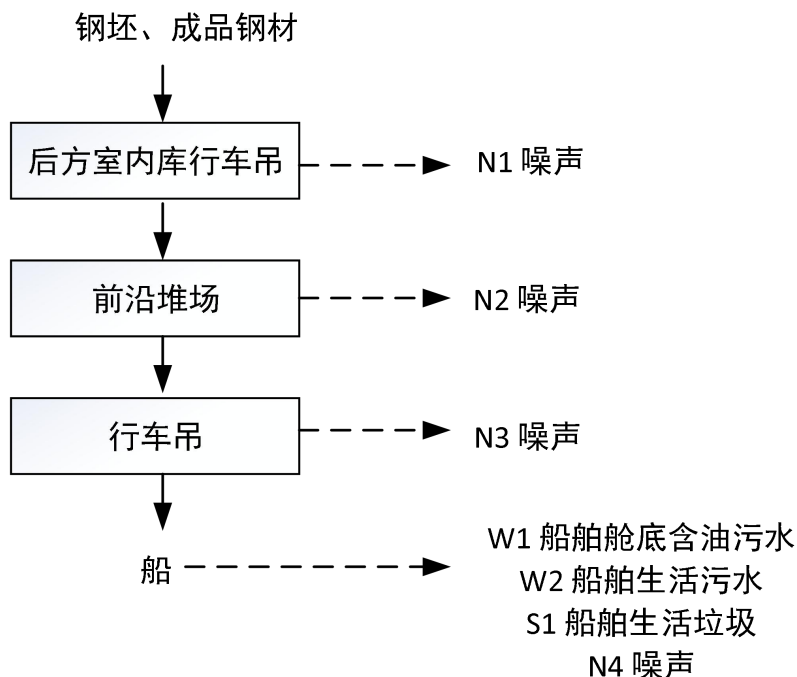 钢坯、成品钢材
后方室内库行车吊
N1 噪声
前沿堆场
N2 噪声
行车吊
N3 噪声
船
W1 船舶舱底含油污水
W2 船舶生活污水
S1 船舶生活垃圾
N4 噪声